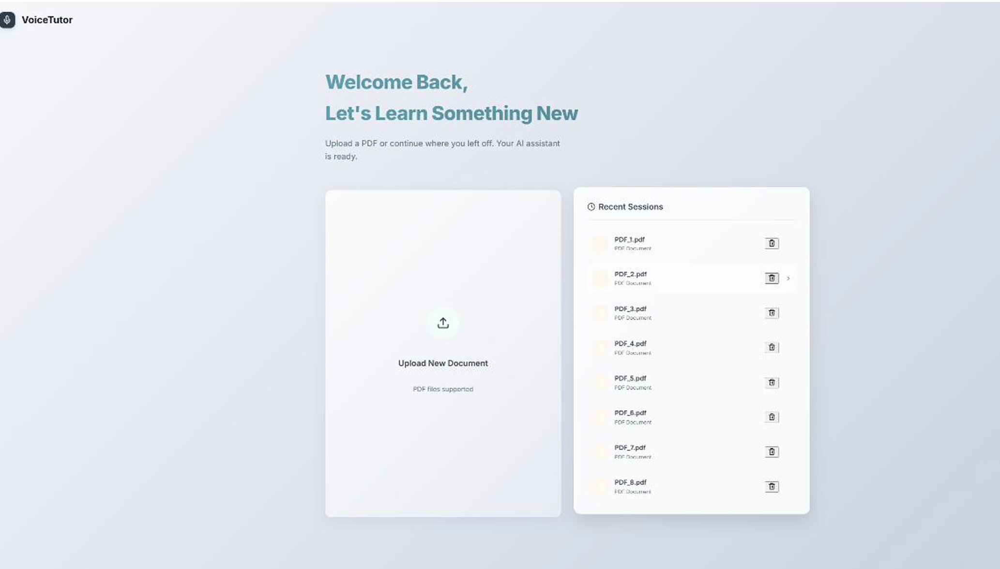 VoiceTutor
Welcome Back,
Let's Learn Something New
Upload a PDF or continue where you left off. Your AI assistant
is ready.
Upload New Document
PDF files supported
Recent Sessions
PDF_1.pdf
PDF Document
PDF_2.pdf
PDF Document
PDF_3.pdf
PDF Document
PDF_4.pdf
PDF Document
PDF_5.pdf
PDF Document
PDF_6.pdf
PDF Document
PDF_7.pdf
PDF Document
PDF_8.pdf
PDF Document